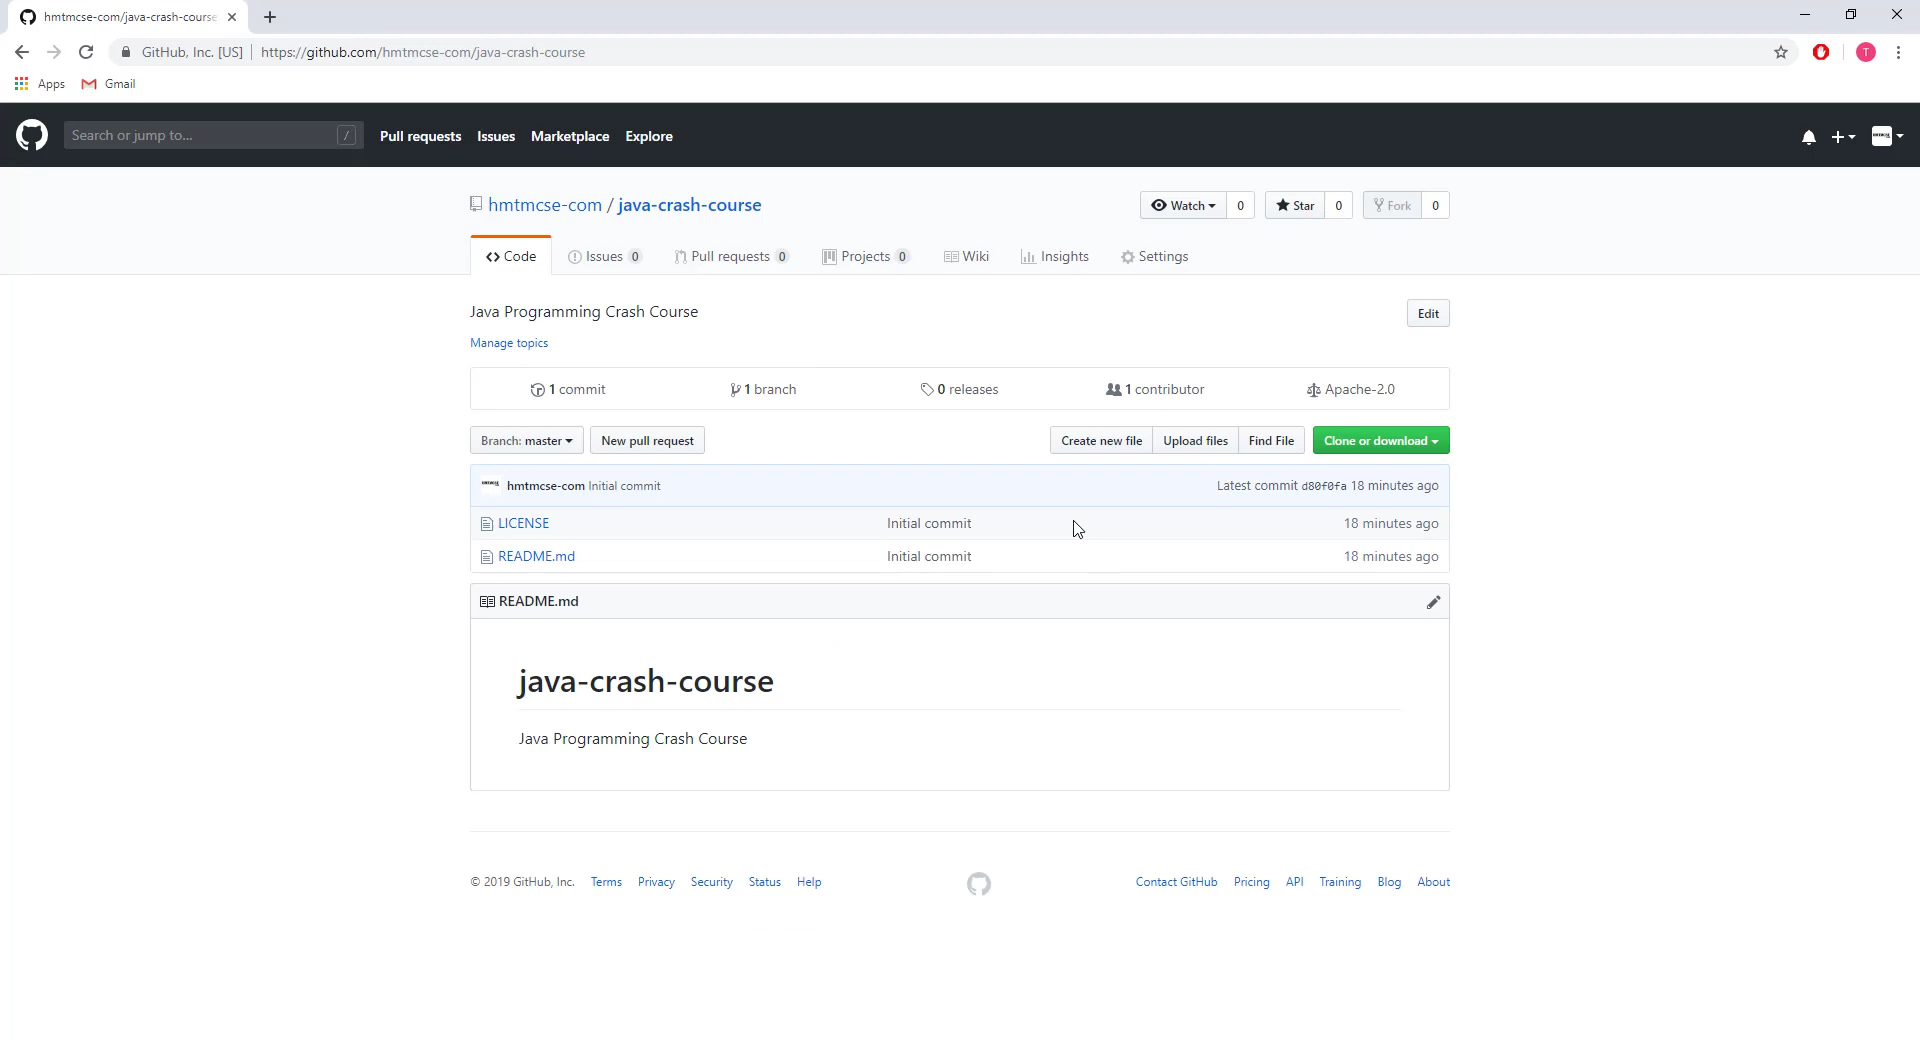 hmtmcse-com/java-crash-course
GitHub, Inc. [US] https://github.com/hmtmcse-com/java-crash-course T
Apps Gmail
Search or jump to... / Pull requests Issues Marketplace Explore
hmtmcse-com / java-crash-course Watch 0 Star 0 Fork 0
Code Issues 0 Pull requests 0 Projects 0 Wiki Insights Settings
Java Programming Crash Course Edit
Manage topics
1 commit 1 branch 0 releases 1 contributor Apache-2.0
Branch: master New pull request Create new file Upload files Find File Clone or download
hmtmcse-com Initial commit Latest commit d80f0fa 18 minutes ago
LICENSE Initial commit 18 minutes ago
README.md Initial commit 18 minutes ago
README.md
java-crash-course
Java Programming Crash Course
© 2019 GitHub, Inc. Terms Privacy Security Status Help Contact GitHub Pricing API Training Blog About